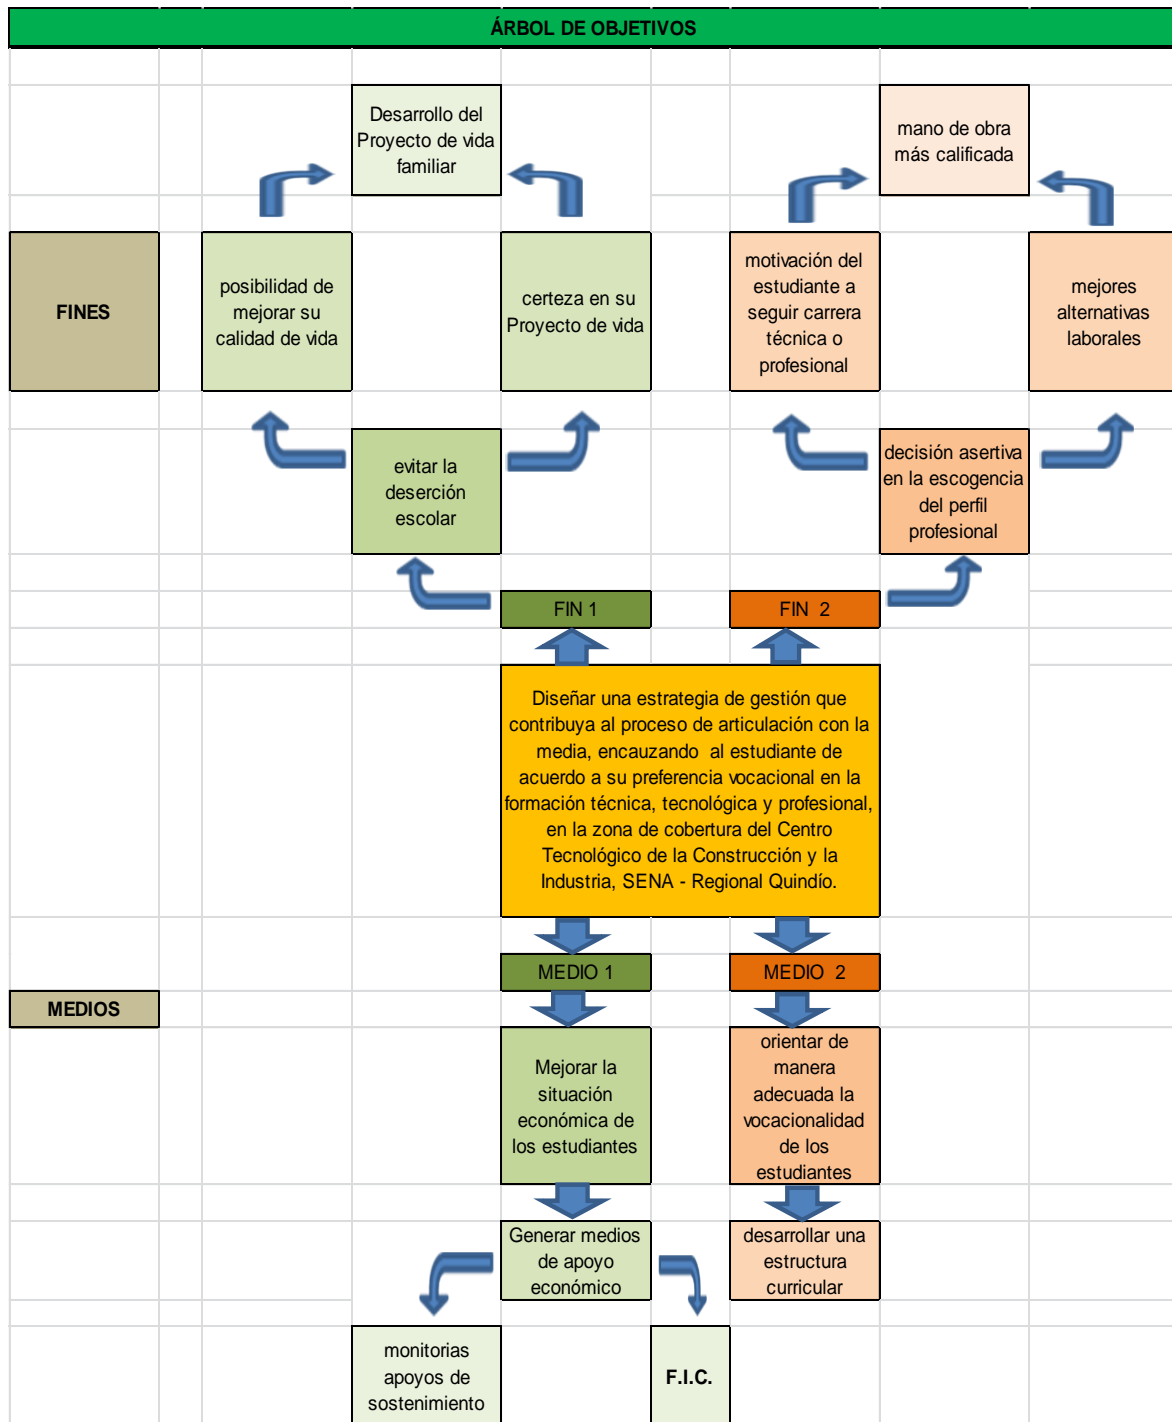 ÁRBOL DE OBJETIVOS
Desarrollo del
Proyecto de vida
familiar
mano de obra
más calificada
FINES
posibilidad de
mejorar su
calidad de vida
certeza en su
Proyecto de vida
motivación del
estudiante a
seguir carrera
técnica o
profesional
mejores
alternativas
laborales
evitar la
deserción
escolar
decisión asertiva
en la escogencia
del perfil
profesional
FIN 1
FIN 2
Diseñar una estrategia de gestión que
contribuya al proceso de articulación con la
media, encauzando al estudiante de
acuerdo a su preferencia vocacional en la
formación técnica, tecnológica y profesional,
en la zona de cobertura del Centro
Tecnológico de la Construcción y la
Industria, SENA - Regional Quindío.
MEDIO 1
MEDIO 2
MEDIOS
Mejorar la
situación
económica de
los estudiantes
orientar de
manera
adecuada la
vocacionalidad
de los
estudiantes
Generar medios
de apoyo
económico
desarrollar una
estructura
curricular
monitorias
apoyos de
sostenimiento
F.I.C.